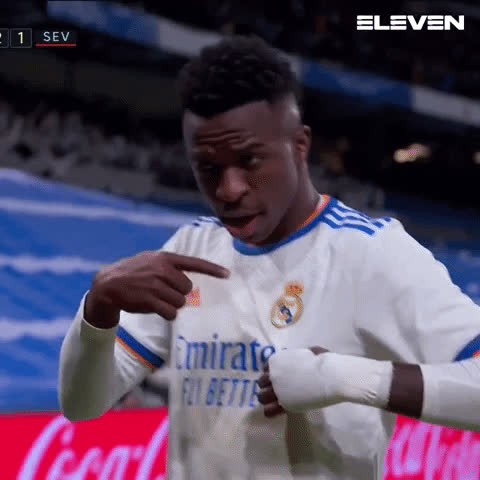 ELEVEN
2 1 SEV
Emirates
FLY BETTER
Coca-Cola